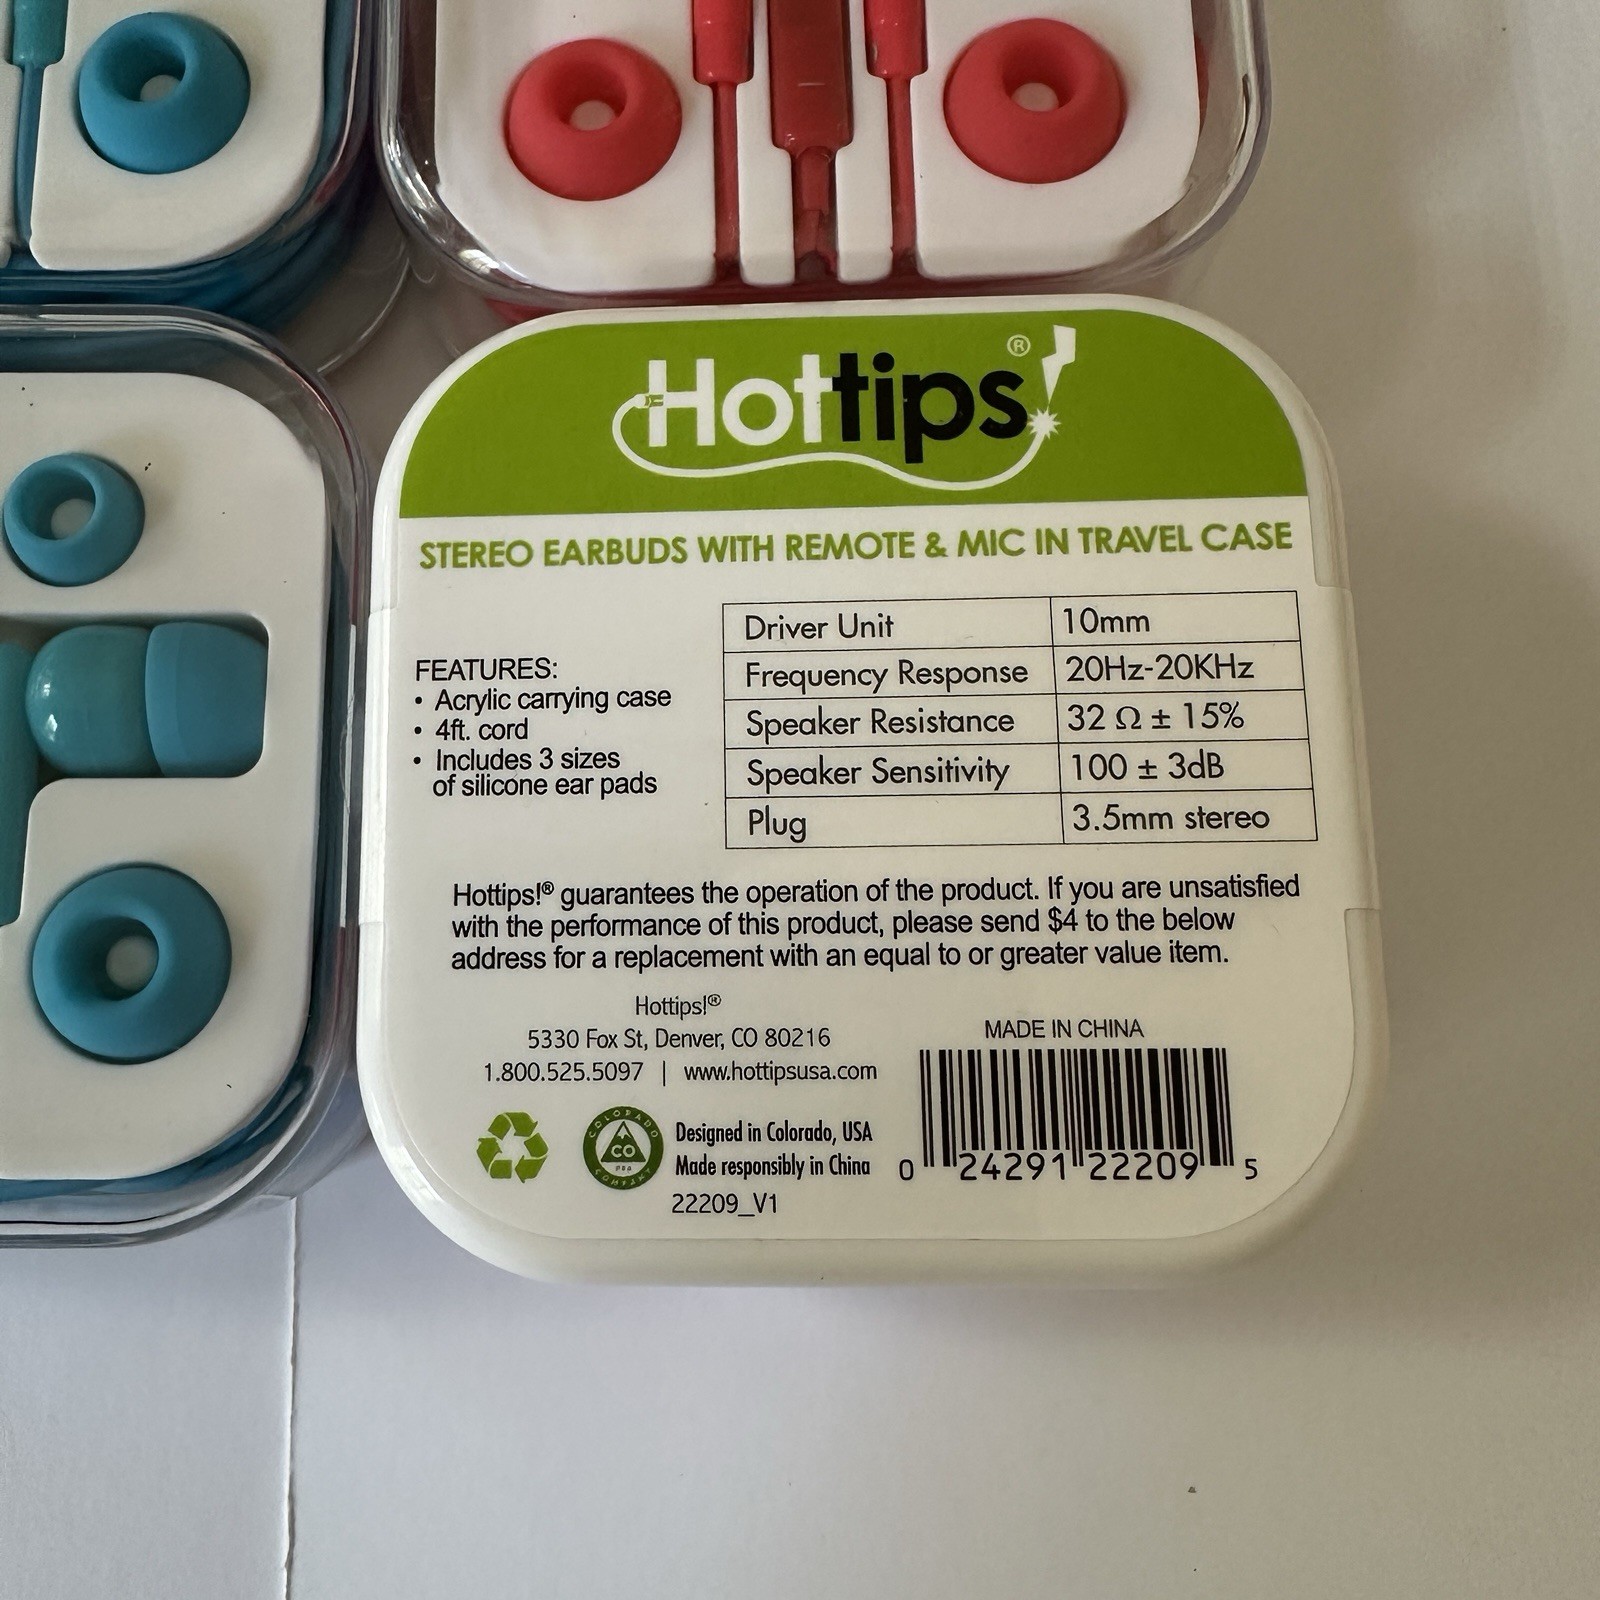 Hottips!®
STEREO EARBUDS WITH REMOTE & MIC IN TRAVEL CASE
FEATURES:
• Acrylic carrying case
• 4ft. cord
• Includes 3 sizes
of silicone ear pads
Driver Unit 10mm
Frequency Response 20Hz-20KHz
Speaker Resistance 32 Ω ± 15%
Speaker Sensitivity 100 ± 3dB
Plug 3.5mm stereo
Hottips!® guarantees the operation of the product. If you are unsatisfied
with the performance of this product, please send $4 to the below
address for a replacement with an equal to or greater value item.
Hottips!®
5330 Fox St, Denver, CO 80216
1.800.525.5097 | www.hottipsusa.com
COLORADO
CO
COMPANY
Designed in Colorado, USA
Made responsibly in China
22209_V1
MADE IN CHINA
0 24291 22209 5